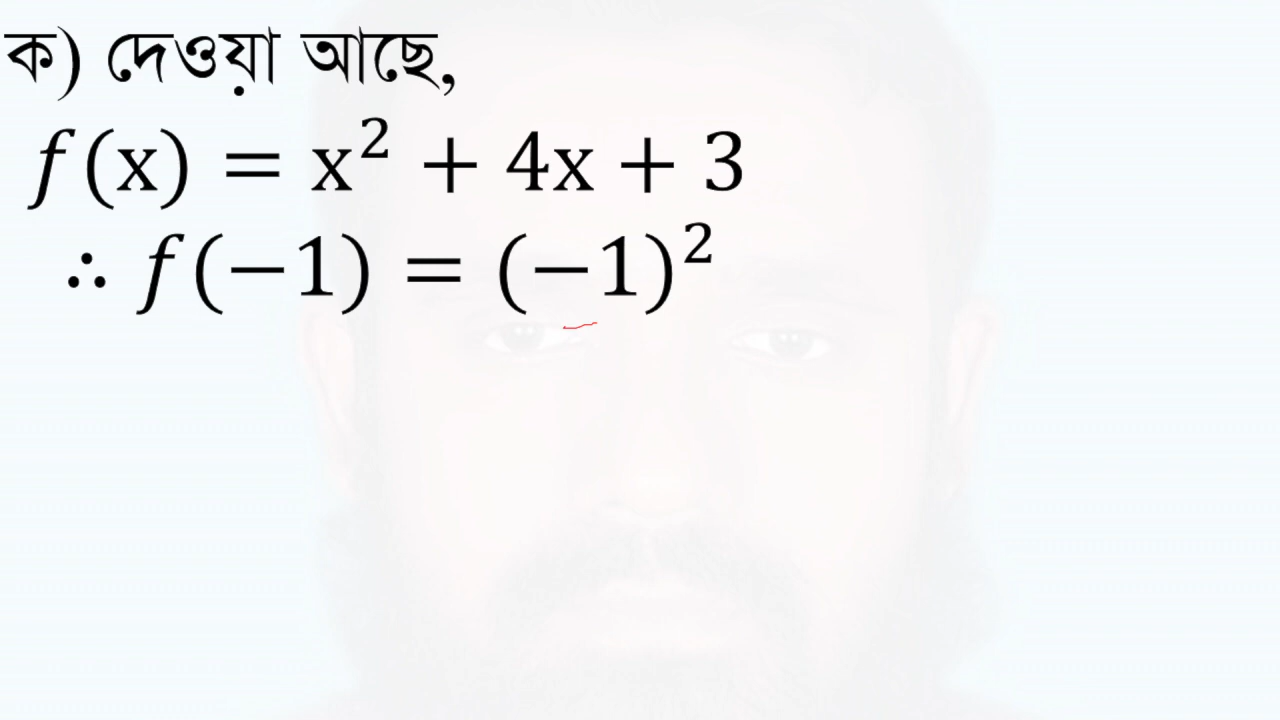 ক) দেওয়া আছে,
𝑓(x) = x² + 4x + 3
∴ 𝑓(−1) = (−1)²